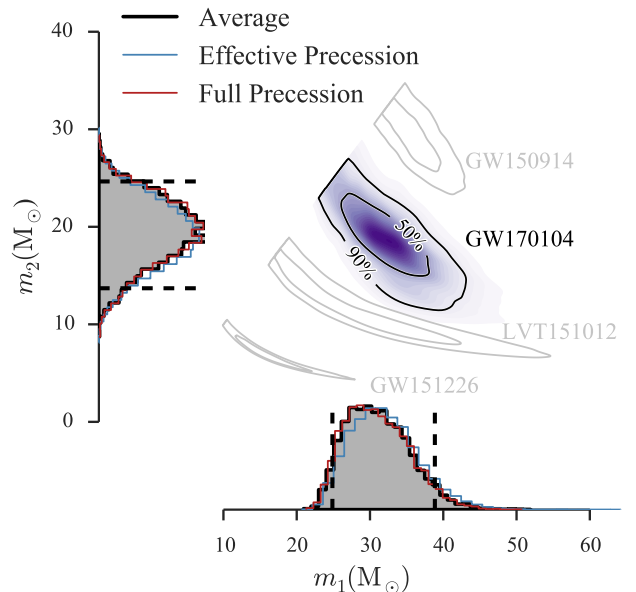 Average
Effective Precession
Full Precession
40
30
20
10
0
m2(M⊙)
GW150914
GW170104
50%
90%
LVT151012
GW151226
10 20 30 40 50 60
m1(M⊙)